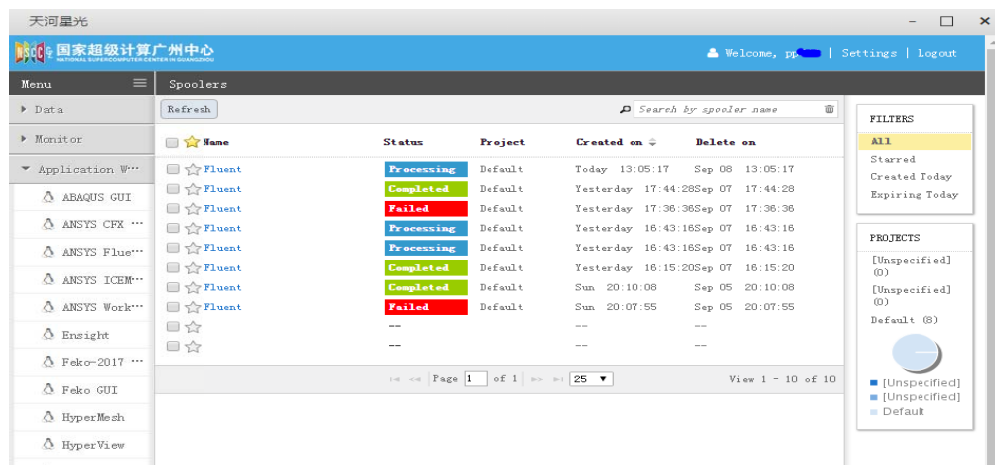 天河星光
NSCC 国家超级计算广州中心
NATIONAL SUPERCOMPUTER CENTER IN GUANGZHOU
Welcome, pp | Settings | logout
Menu
Spoolers
Data
Monitor
Application W···
ABAQUS GUI
ANSYS CFX ···
ANSYS Flue···
ANSYS ICEM···
ANSYS Work···
Ensight
Feko-2017 ···
Feko GUI
HyperMesh
HyperView
Refresh
Search by spooler name
Name Status Project Created on Delete on
Fluent Processing Default Today 13:05:17 Sep 08 13:05:17
Fluent Completed Default Yesterday 17:44:28 Sep 07 17:44:28
Fluent Failed Default Yesterday 17:36:36 Sep 07 17:36:36
Fluent Processing Default Yesterday 16:43:16 Sep 07 16:43:16
Fluent Processing Default Yesterday 16:43:16 Sep 07 16:43:16
Fluent Completed Default Yesterday 16:15:20 Sep 07 16:15:20
Fluent Completed Default Sun 20:10:08 Sep 05 20:10:08
Fluent Failed Default Sun 20:07:55 Sep 05 20:07:55
-- -- --
-- -- --
Page 1 of 1 25 View 1 - 10 of 10
FILTERS
All
Starred
Created Today
Expiring Today
PROJECTS
[Unspecified]
(0)
[Unspecified]
(0)
Default (8)
[Unspecified]
[Unspecified]
Default